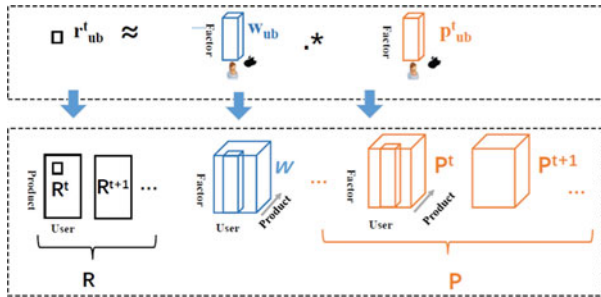 r^t_ub ≈
Factor
w_ub
.*
Factor
p^t_ub
Product
R^t
R^t+1
...
User
R
Factor
W
User
Product
...
Factor
P^t
User
Product
P^t+1
...
P